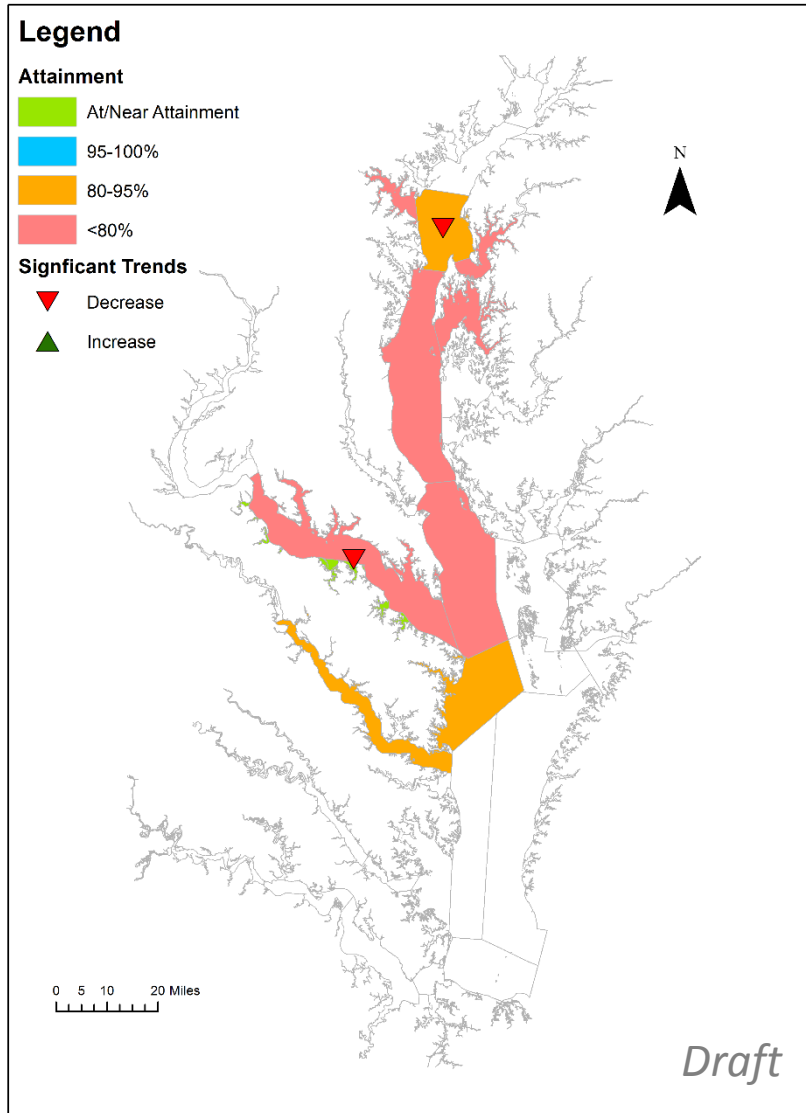 Legend
Attainment
At/Near Attainment
95-100%
80-95%
<80%
Signficant Trends
Decrease
Increase
N
0 5 10 20 Miles
Draft